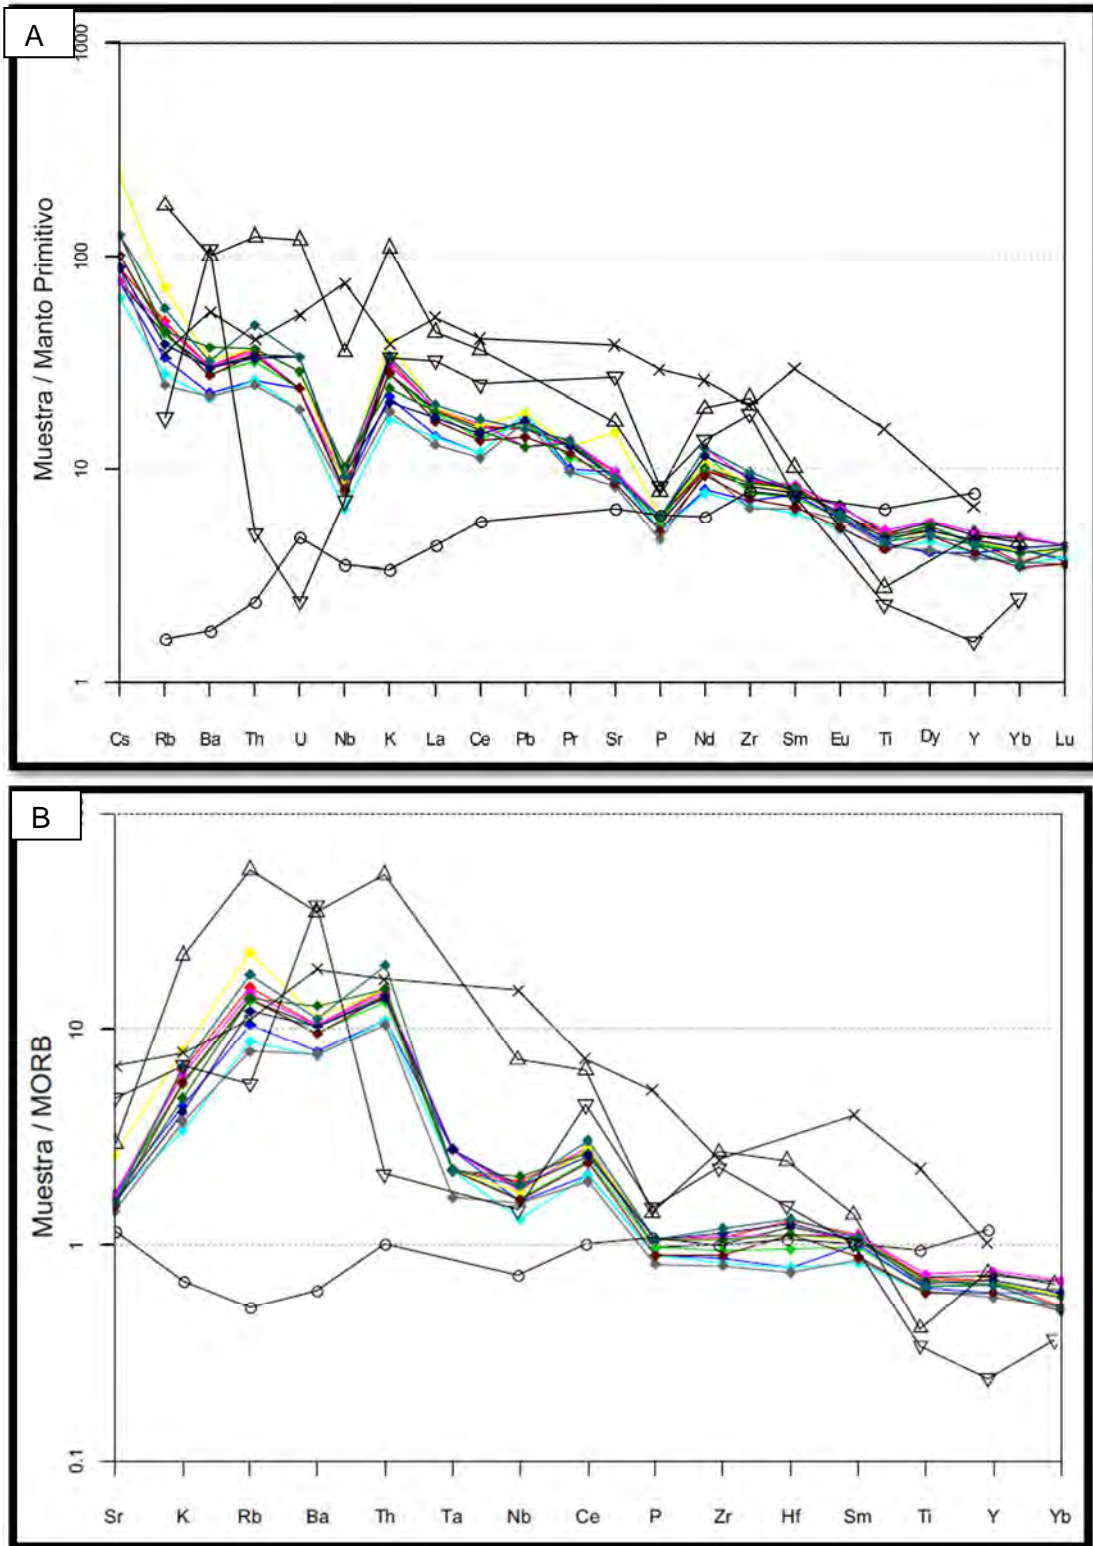 A
1000
100
10
1
Muestra / Manto Primitivo
Cs Rb Ba Th U Nb K La Ce Pb Pr Sr P Nd Zr Sm Eu Ti Dy Y Yb Lu
B
10
1
0.1
Muestra / MORB
Sr K Rb Ba Th Ta Nb Ce P Zr Hf Sm Ti Y Yb